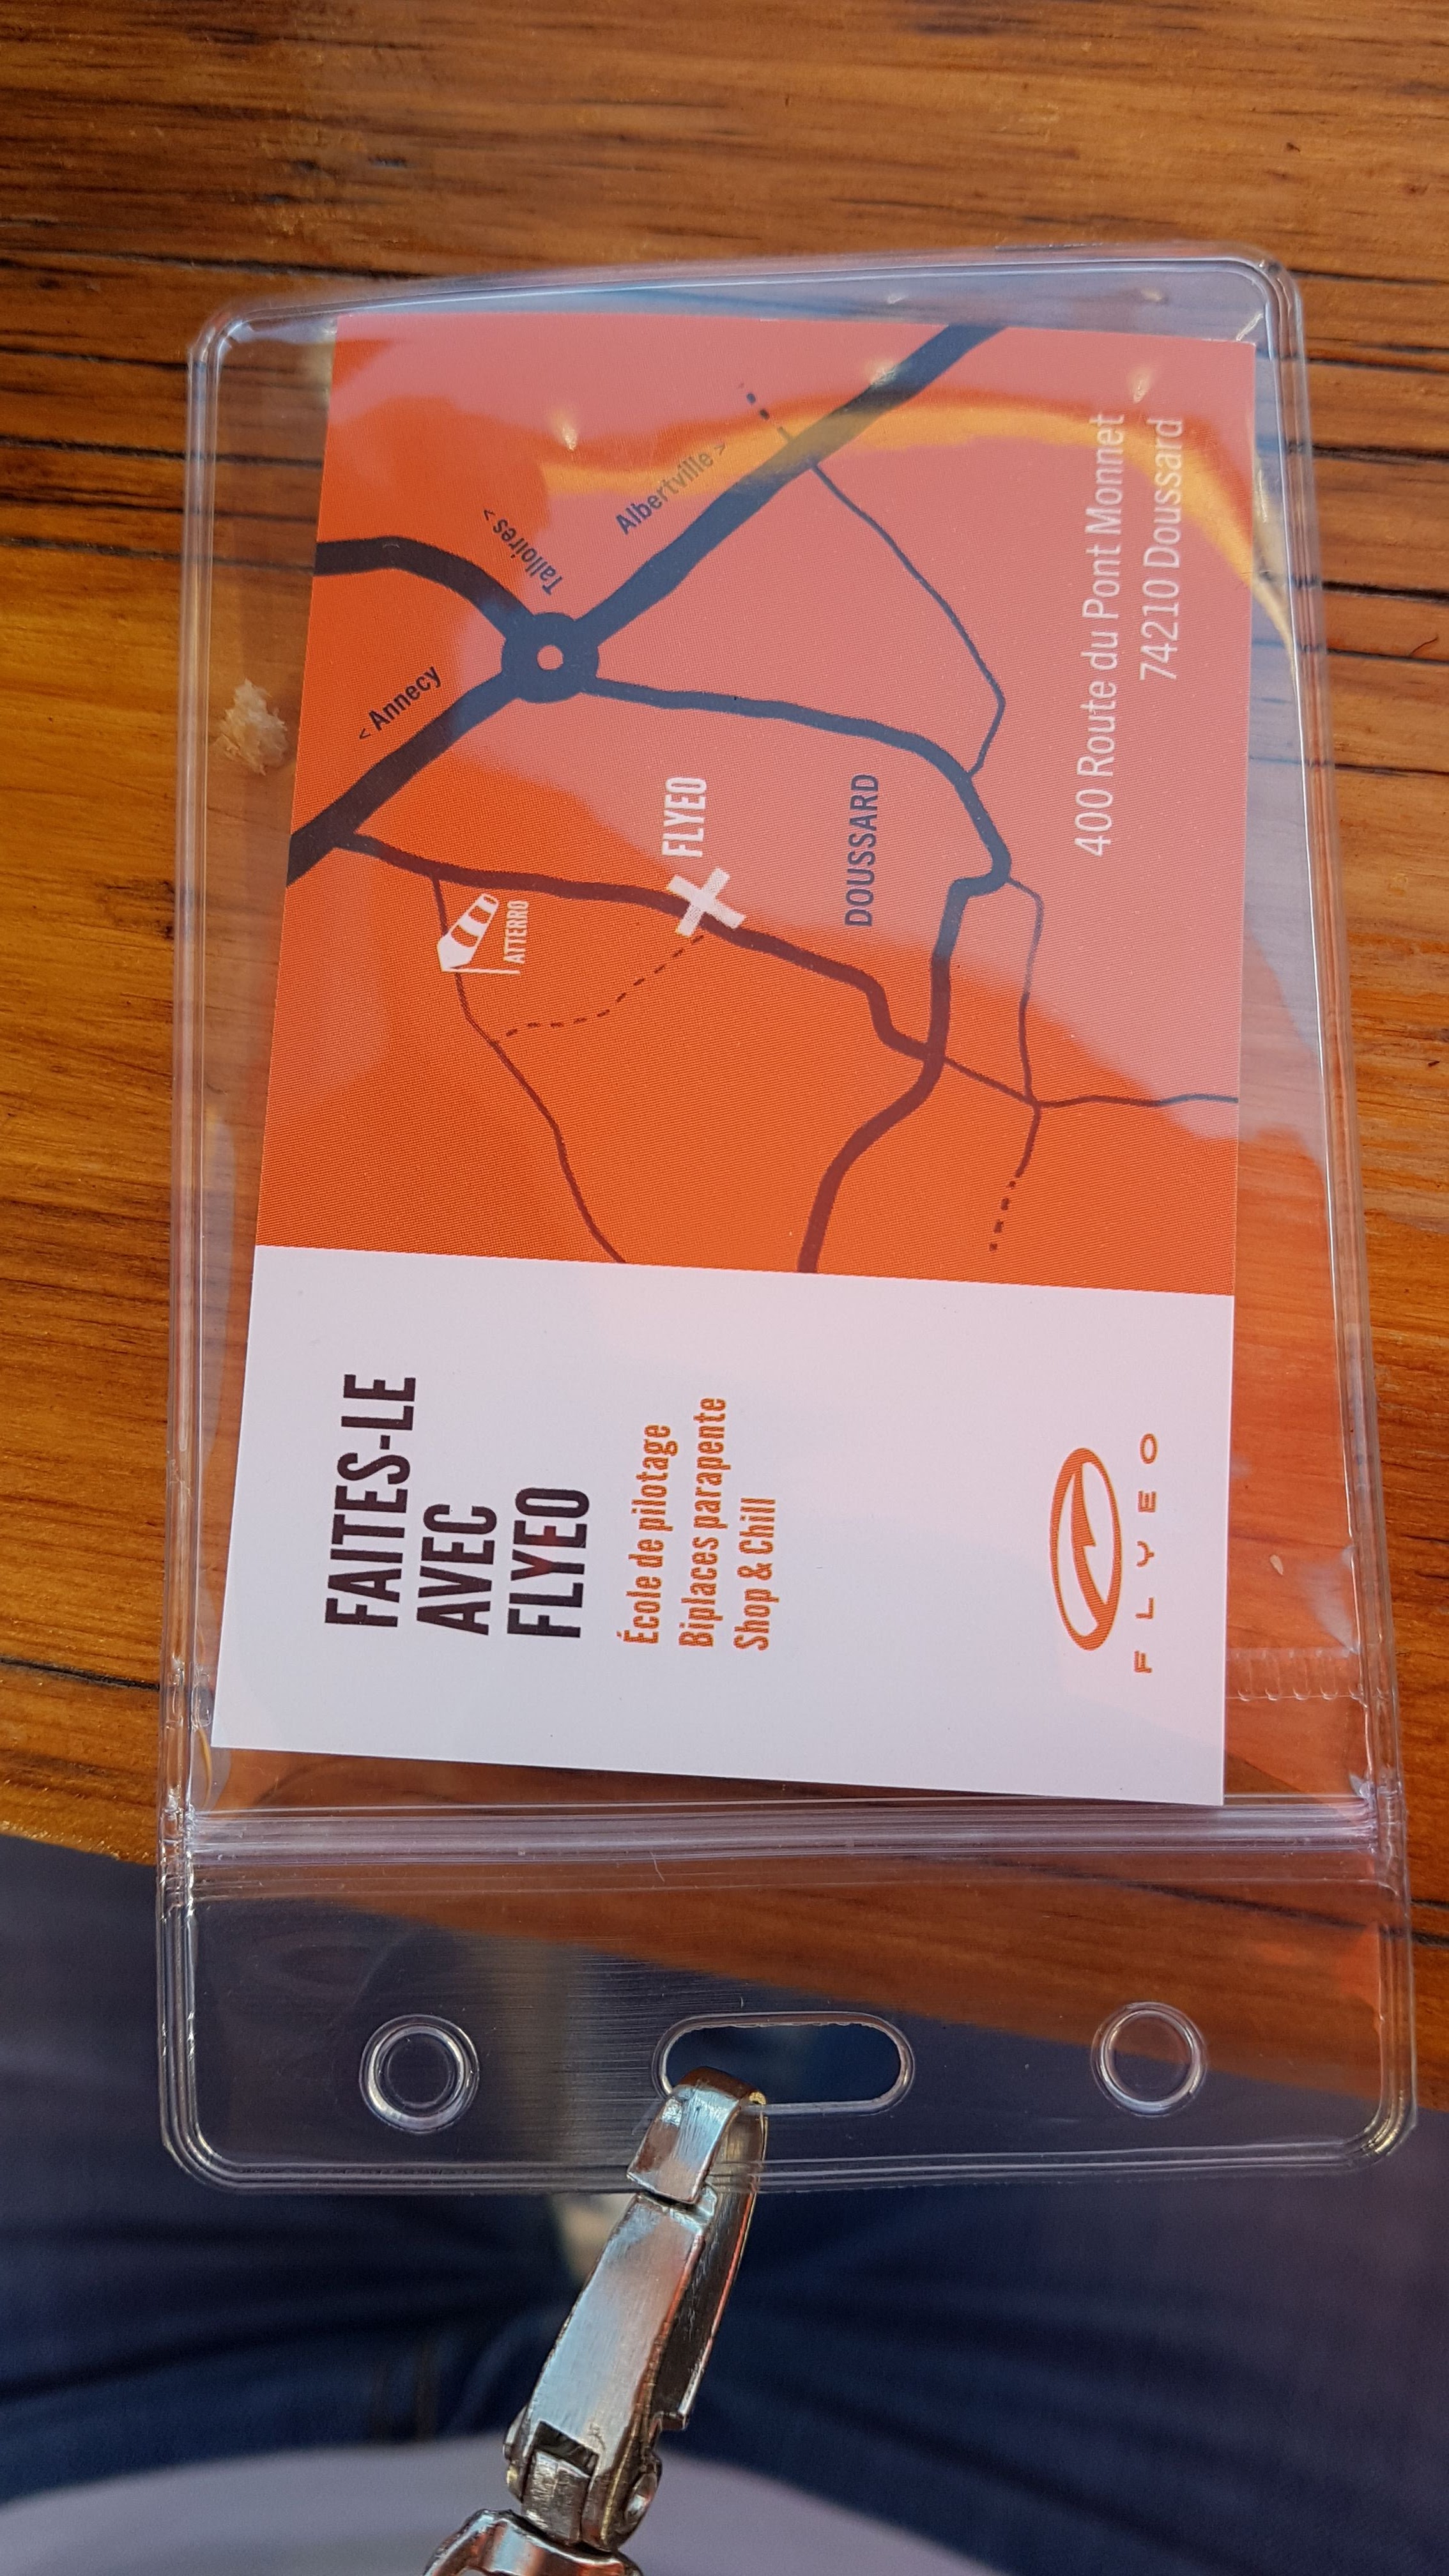 FAITES-LE
AVEC
FLYEO
École de pilotage
Biplaces parapente
Shop & Chill
FLYEO
< Annecy
Talloires >
Albertville >
ATTERRO
FLYEO
DOUSSARD
400 Route du Pont Monnet
74210 Doussard